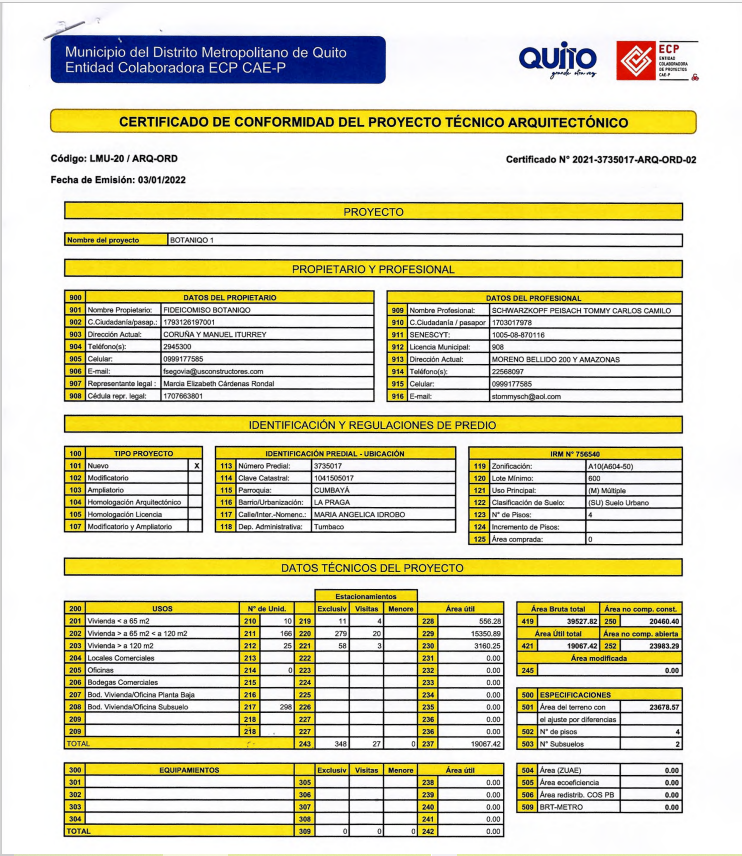 Municipio del Distrito Metropolitano de Quito
Entidad Colaboradora ECP CAE-P
QUITO
grande otra vez
ECP
ENTIDAD
COLABORADORA
DE PROYECTOS
CAE-P
CERTIFICADO DE CONFORMIDAD DEL PROYECTO TÉCNICO ARQUITECTÓNICO
Código: LMU-20 / ARQ-ORD
Certificado N° 2021-3735017-ARQ-ORD-02
Fecha de Emisión: 03/01/2022
PROYECTO
Nombre del proyecto BOTANIQO 1
PROPIETARIO Y PROFESIONAL
900 DATOS DEL PROPIETARIO
901 Nombre Propietario: FIDEICOMISO BOTANIQO
902 C.Ciudadanía/pasap.: 1793126197001
903 Dirección Actual: CORUÑA Y MANUEL ITURREY
904 Teléfono(s): 2945300
905 Celular: 0999177585
906 E-mail: fsegovia@usconstructores.com
907 Representante legal : Marcia Elizabeth Cárdenas Rondal
908 Cédula repr. legal: 1707663801
DATOS DEL PROFESIONAL
909 Nombre Profesional: SCHWARZKOPF PEISACH TOMMY CARLOS CAMILO
910 C.Ciudadanía / pasapor 1703017978
911 SENESCYT: 1005-08-870116
912 Licencia Municipal: 908
913 Dirección Actual: MORENO BELLIDO 200 Y AMAZONAS
914 Teléfono(s): 22568097
915 Celular: 0999177585
916 E-mail: stommysch@aol.com
IDENTIFICACIÓN Y REGULACIONES DE PREDIO
100 TIPO PROYECTO
101 Nuevo X
102 Modificatorio
103 Ampliatorio
104 Homologación Arquitectónico
105 Homologación Licencia
107 Modificatorio y Ampliatorio
IDENTIFICACIÓN PREDIAL - UBICACIÓN
113 Número Predial: 3735017
114 Clave Catastral: 1041505017
115 Parroquia: CUMBAYÁ
116 Barrio/Urbanización: LA PRAGA
117 Calle/Inter.-Nomenc.: MARIA ANGELICA IDROBO
118 Dep. Administrativa: Tumbaco
IRM N° 756540
119 Zonificación: A10(A604-50)
120 Lote Mínimo: 600
121 Uso Principal: (M) Múltiple
122 Clasificación de Suelo: (SU) Suelo Urbano
123 N° de Pisos: 4
124 Incremento de Pisos:
125 Área comprada: 0
DATOS TÉCNICOS DEL PROYECTO
Estacionamientos
200 USOS N° de Unid. Exclusiv Visitas Menore Área útil
201 Vivienda < a 65 m2 210 10 219 11 4 228 556.28
202 Vivienda > a 65 m2 < a 120 m2 211 166 220 279 20 229 15350.89
203 Vivienda > a 120 m2 212 25 221 58 3 230 3160.25
204 Locales Comerciales 213 222 231 0.00
205 Oficinas 214 0 223 232 0.00
206 Bodegas Comerciales 215 224 233 0.00
207 Bod. Vivienda/Oficina Planta Baja 216 225 234 0.00
208 Bod. Vivienda/Oficina Subsuelo 217 298 226 235 0.00
209 218 227 236 0.00
209 218 227 236 0.00
TOTAL 243 348 27 0 237 19067.42
Área Bruta total Área no comp. const.
419 39527.82 250 20460.40
Área Útil total Área no comp. abierta
421 19067.42 252 23983.29
Área modificada
245 0.00
500 ESPECIFICACIONES
501 Área del terreno con 23678.57
el ajuste por diferencias
502 N° de pisos 4
503 N° Subsuelos 2
300 EQUIPAMIENTOS Exclusiv Visitas Menore Área útil
301 305 238 0.00
302 306 239 0.00
303 307 240 0.00
304 308 241 0.00
TOTAL 309 0 0 0 242 0.00
504 Área (ZUAE) 0.00
505 Área ecoeficiencia 0.00
506 Área redistrib. COS PB 0.00
509 BRT-METRO 0.00